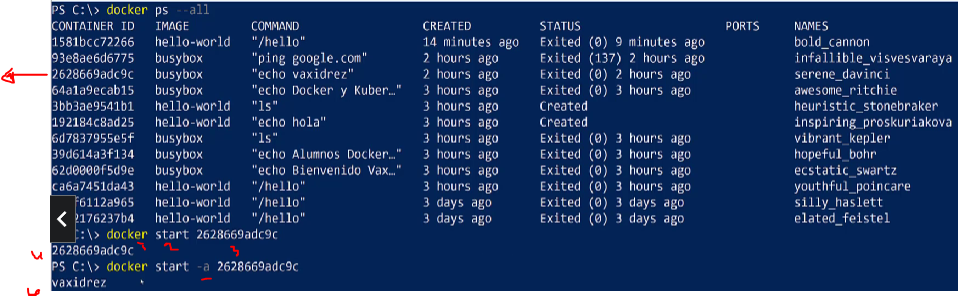 PS C:\> docker ps --all
CONTAINER ID IMAGE COMMAND CREATED STATUS PORTS NAMES
1581bcc72266 hello-world "/hello" 14 minutes ago Exited (0) 9 minutes ago bold_cannon
93e8ae6d6775 busybox "ping google.com" 2 hours ago Exited (137) 2 hours ago infallible_visvesvaraya
2628669adc9c busybox "echo vaxidrez" 2 hours ago Exited (0) 2 hours ago serene_davinci
64a1a9ecab15 busybox "echo Docker y Kuber…" 3 hours ago Exited (0) 3 hours ago awesome_ritchie
3bb3ae9541b1 hello-world "ls" 3 hours ago Created heuristic_stonebraker
192184c8ad25 hello-world "echo hola" 3 hours ago Created inspiring_proskuriakova
6d7837955e5f busybox "ls" 3 hours ago Exited (0) 3 hours ago vibrant_kepler
39d614a3f134 busybox "echo Alumnos Docker…" 3 hours ago Exited (0) 3 hours ago hopeful_bohr
62d0000f5d9e busybox "echo Bienvenido Vax…" 3 hours ago Exited (0) 3 hours ago ecstatic_swartz
ca6a7451da43 hello-world "/hello" 3 hours ago Exited (0) 3 hours ago youthful_poincare
f6112a965 hello-world "/hello" 3 days ago Exited (0) 3 days ago silly_haslett
2176237b4 hello-world "/hello" 3 days ago Exited (0) 3 days ago elated_feistel
PS C:\> docker start 2628669adc9c
2 3
2628669adc9c
PS C:\> docker start -a 2628669adc9c
vaxidrez